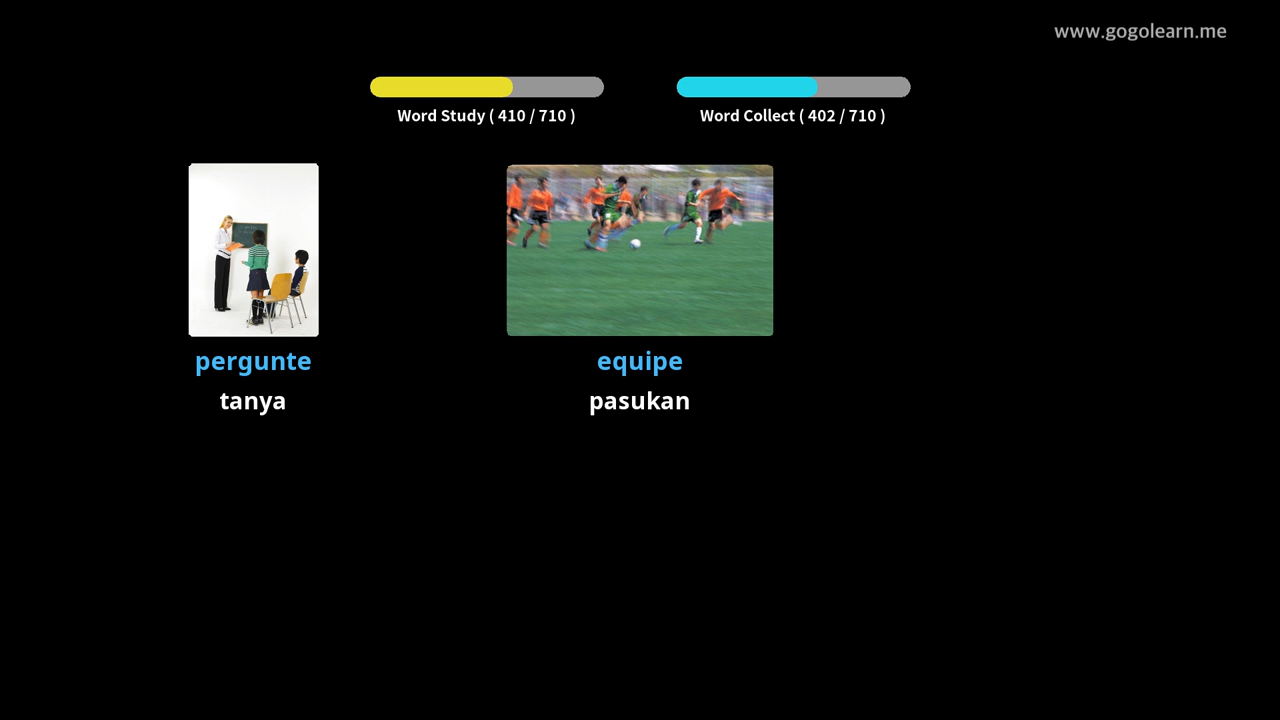 www.gogolearn.me
Word Study ( 410 / 710 )
Word Collect ( 402 / 710 )
pergunte
equipe
tanya
pasukan